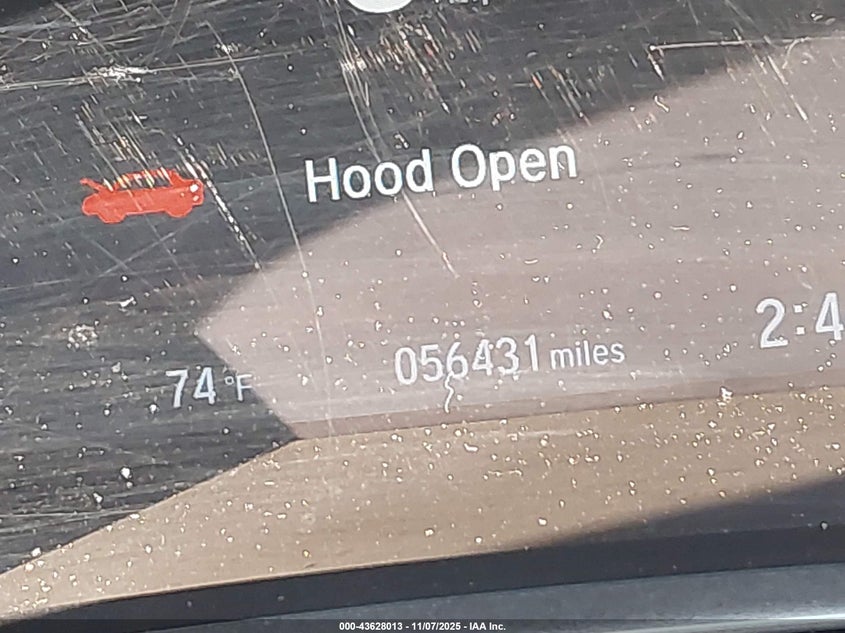 Hood Open
74°F 056431 miles 2:4
000-43628013 - 11/07/2025 - IAA Inc.